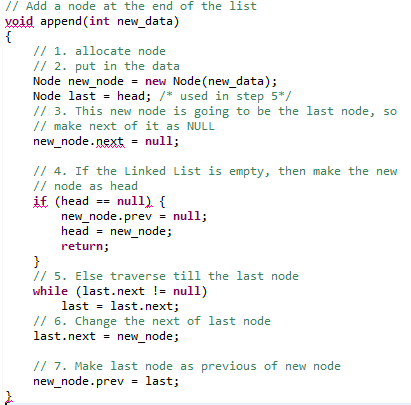 // Add a node at the end of the list
void append(int new_data)
{
// 1. allocate node
// 2. put in the data
Node new_node = new Node(new_data);
Node last = head; /* used in step 5*/
// 3. This new node is going to be the last node, so
// make next of it as NULL
new_node.next = null;
// 4. If the Linked List is empty, then make the new
// node as head
if (head == null) {
new_node.prev = null;
head = new_node;
return;
}
// 5. Else traverse till the last node
while (last.next != null)
last = last.next;
// 6. Change the next of last node
last.next = new_node;
// 7. Make last node as previous of new node
new_node.prev = last;
}